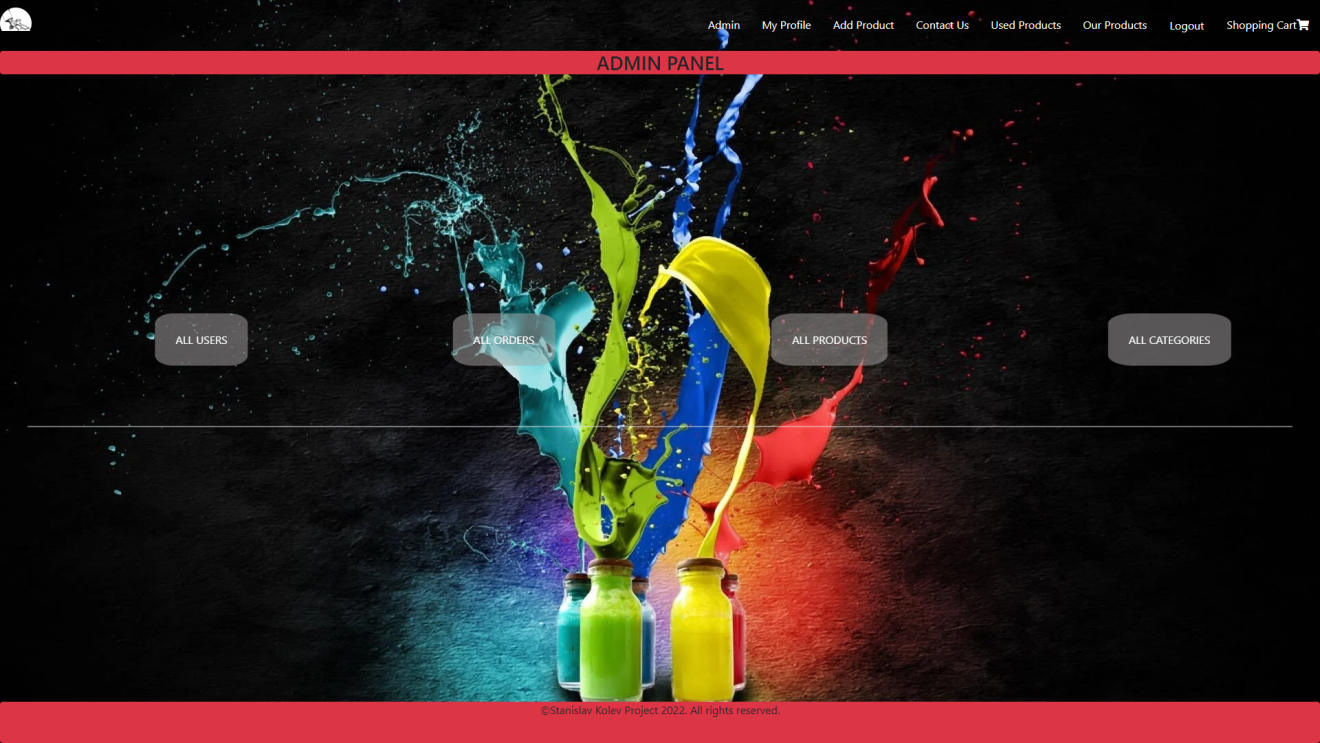 Admin My Profile Add Product Contact Us Used Products Our Products Logout Shopping Cart
ADMIN PANEL
ALL USERS ALL ORDERS ALL PRODUCTS ALL CATEGORIES
©Stanislav Kolev Project 2022. All rights reserved.